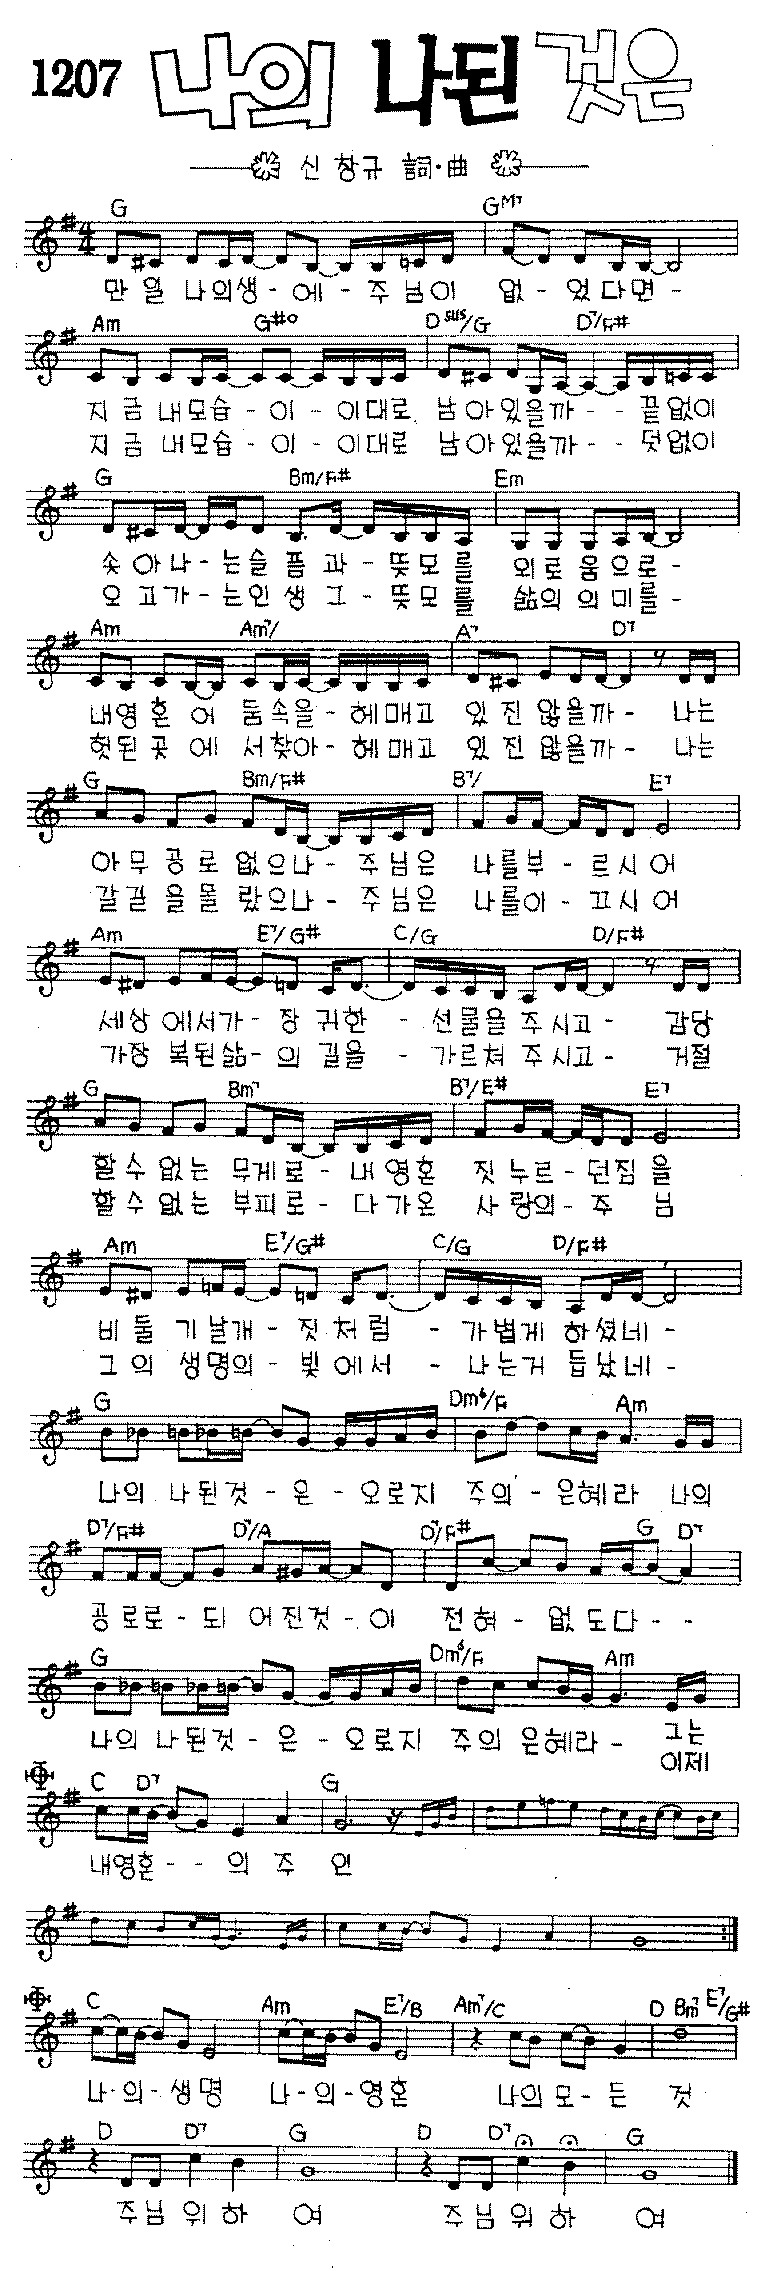 1207 나의 나된 것은
신 창규 詞·曲
G GM7
만 일 나의생 - 에 - 주 님이 없 - 었다면 -
Am G#o Dsus/G D7/F#
지 금 내모습 - 이 - 이대로 남아있을까 - - 끝없이
지 금 내모습 - 이 - 이대로 남아있을까 - - 덧없이
G Bm/F# Em
솟 아나 - 는슬 픔 과 - 뜻모를 외로움으로 -
오 고가 - 는인 생 그 - 뜻모를 삶의 의미를 -
Am Am7/ A7 D7
내영 혼 어 둠속을 - 헤매고 있 진 않을까 - 나는
헛된 곳 에 서찾아 - 헤매고 있 진 않을까 - 나는
G Bm/F# B7/ E7
아무 공로 없으나 - 주님은 나를부 - 르시어
갈길 을몰 랐으나 - 주님은 나를이 - 끄시어
Am E7/G# C/G D/F#
세상 에서가 - 장 귀한 - 선물을 주시고 - 감당
가장 복된삶 - 의 길을 - 가르쳐 주시고 - 거절
G Bm7 B7/E# E7
할수 없는 무게로 - 내영혼 짓누르 - 던짐을
할수 없는 부피로 - 다가온 사랑의 - 주 님
Am E7/G# C/G D/F#
비 둘 기날개 - 짓처럼 - 가볍게 하셨네 -
그의 생명의 - 빛에서 - 나는거 듭났네 -
G Dm6/F Am
나의 나된것 - 은 - 오로지 주의 - 은혜라 나의
D7/F# D7/A D7/F# G D7
공로로 - 되 어진것 - 이 전혀 - 없도다 - -
G Dm6/F Am
나의 나된것 - 은 - 오로지 주의 은혜라 - 그는
이제
C D7 G
내영혼 - - 의 주 인
C Am E7/B Am7/C D Bm7 E7/G#
나 - 의 - 생명 나 - 의 - 영혼 나의모 - 든 것
D D7 G D D7 G
주님 위하 여 주님 위하 여